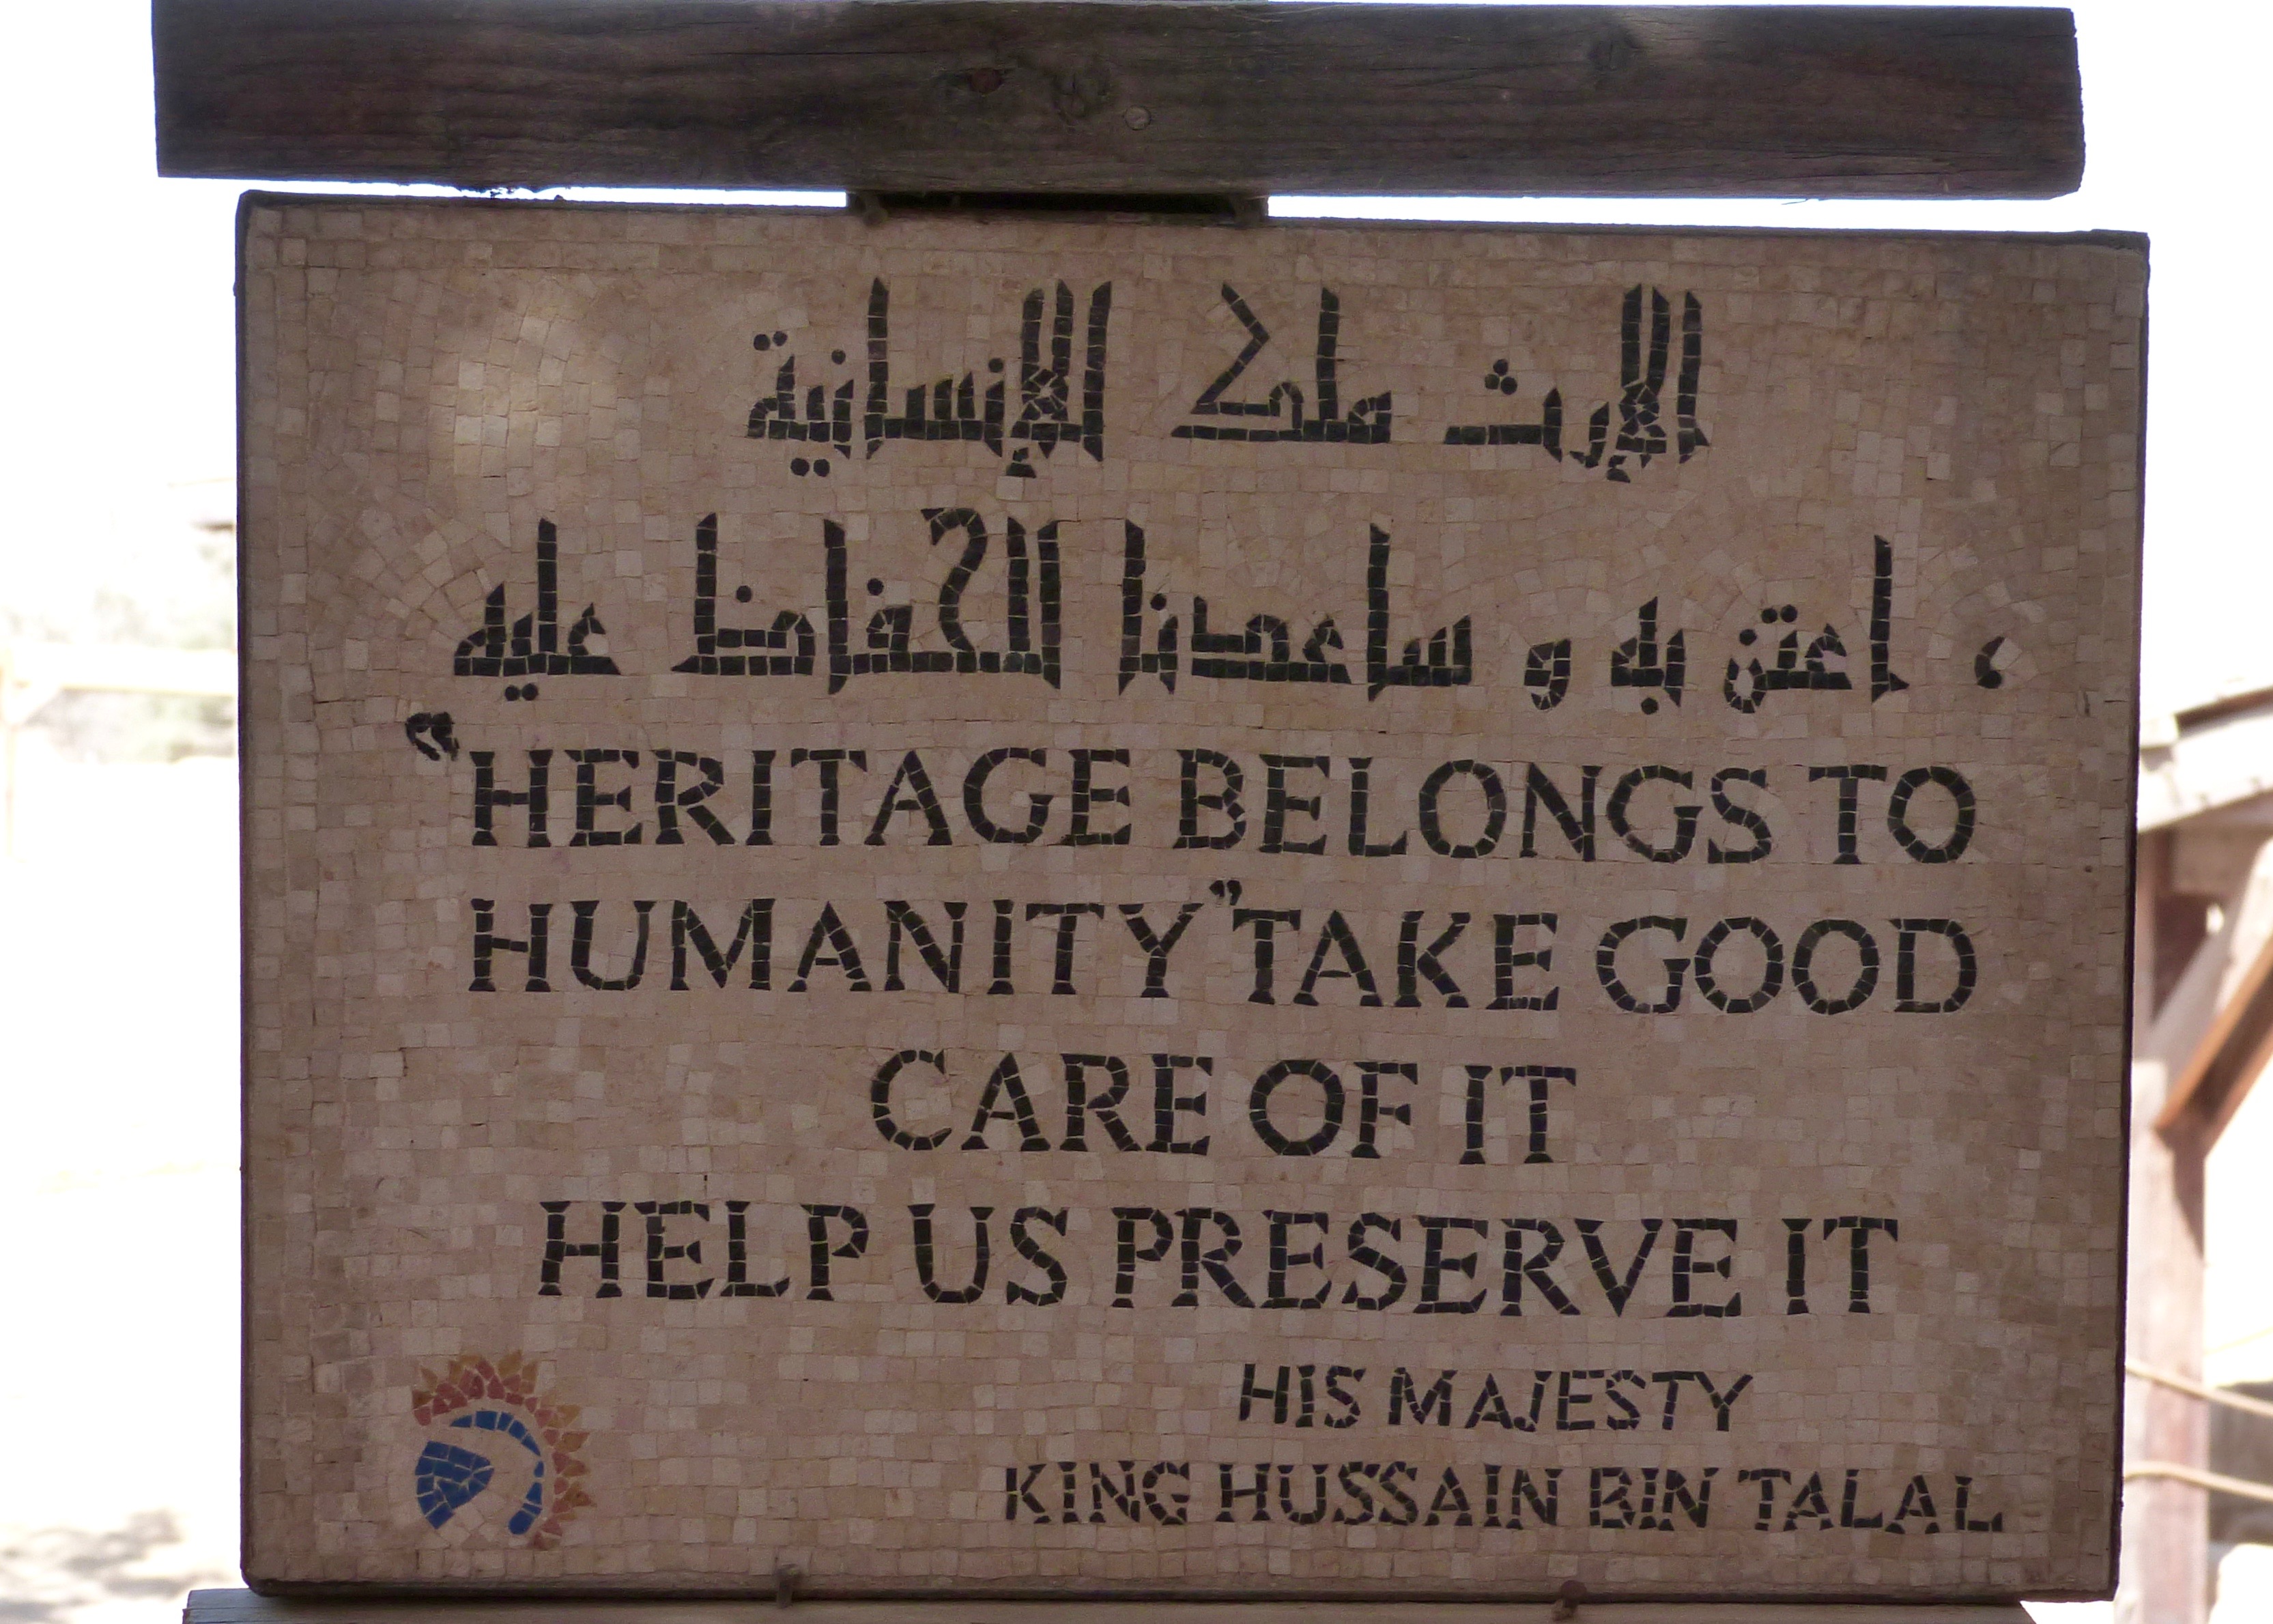 الإرث ملك للإنسانية
، اعتن به و ساعدنا للحفاظ عليه
"HERITAGE BELONGS TO
HUMANITY" TAKE GOOD
CARE OF IT
HELP US PRESERVE IT
HIS MAJESTY
KING HUSSAIN BIN TALAL